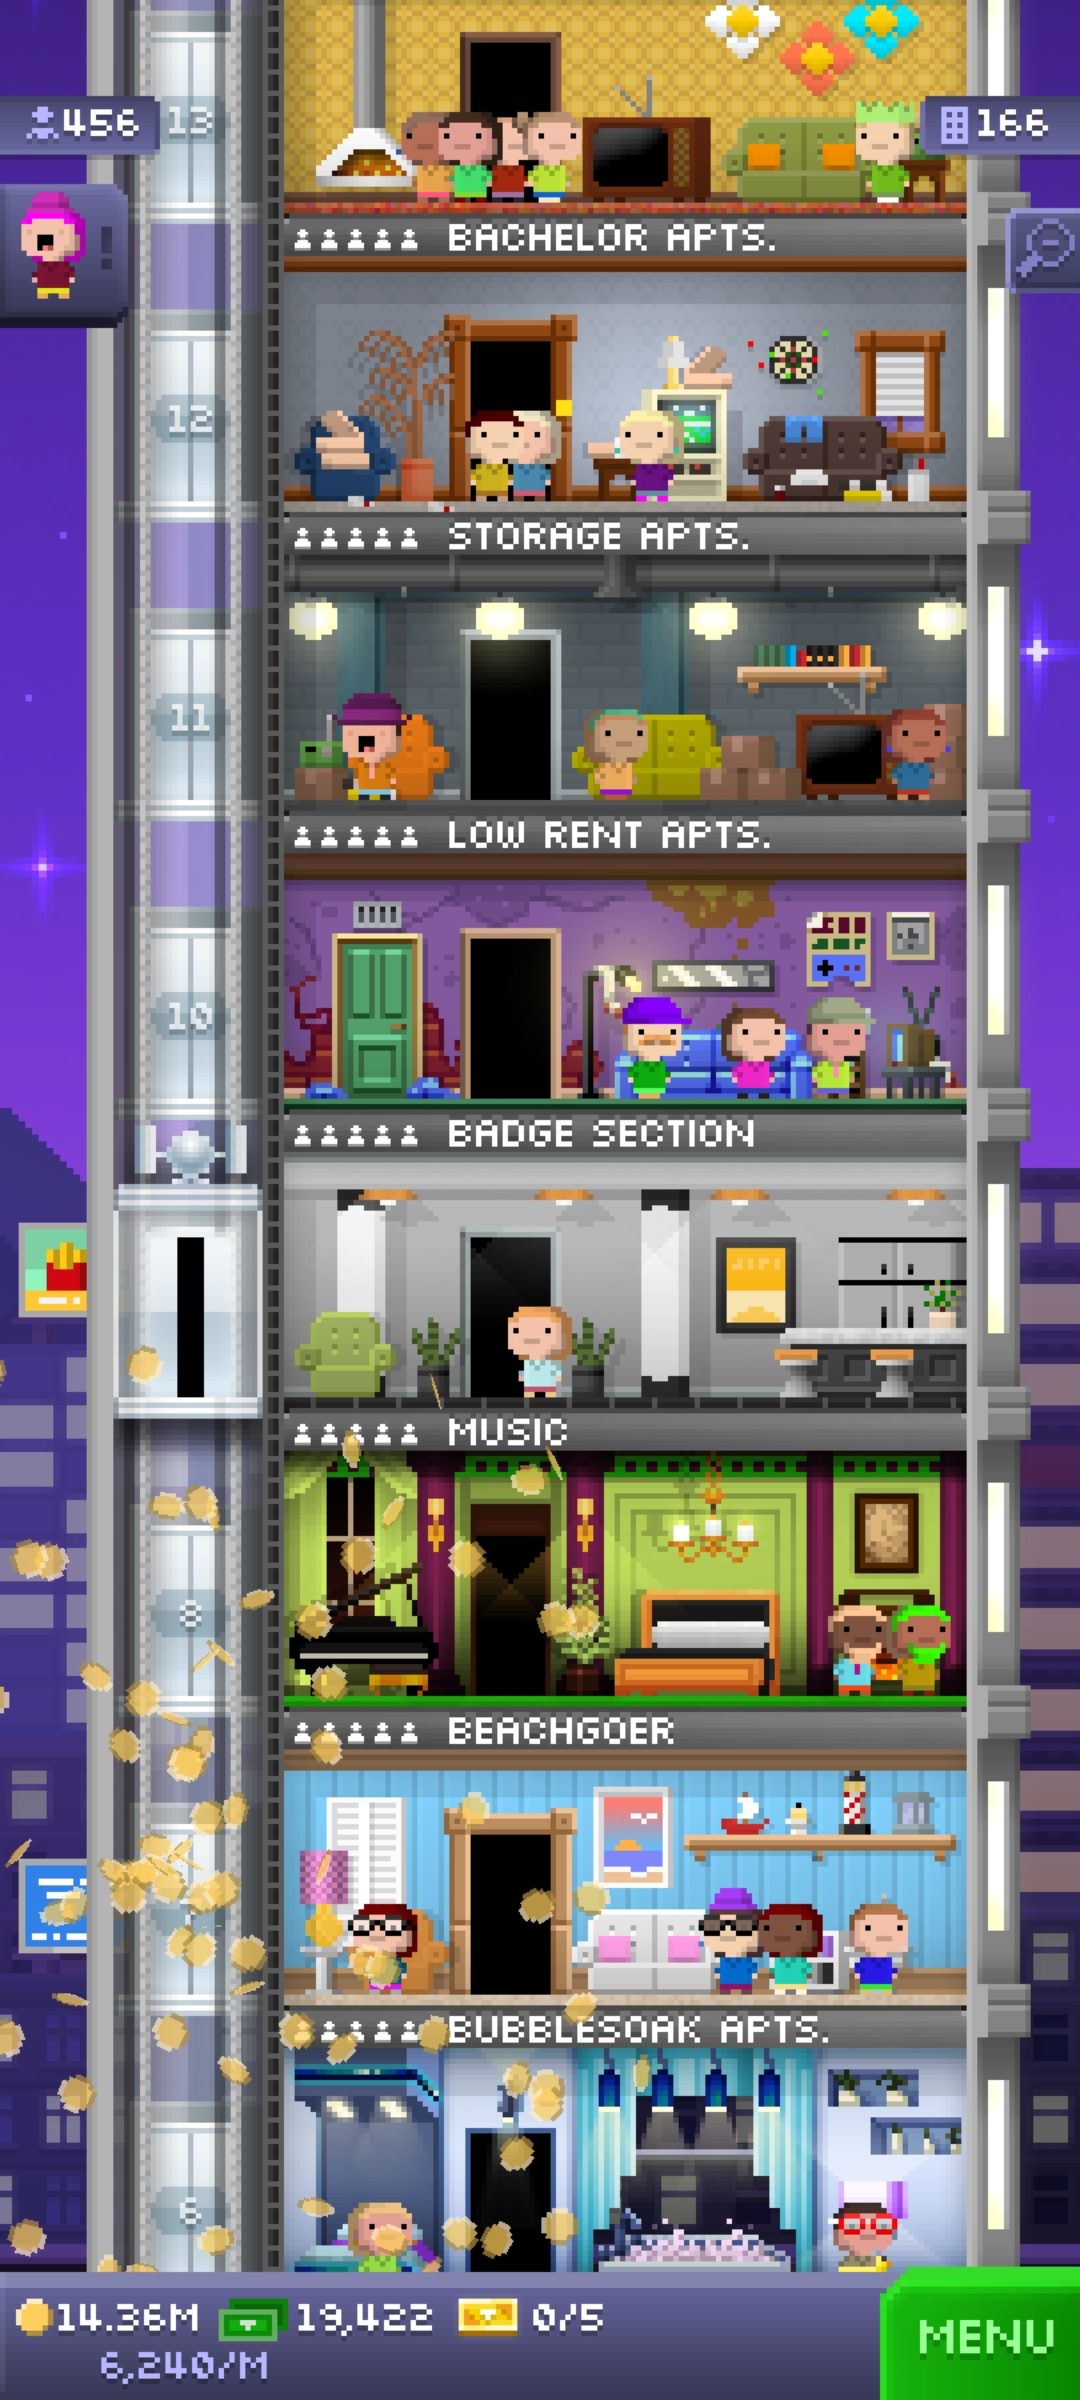 456
13
166
!
BACHELOR APTS.
12
STORAGE APTS.
11
LOW RENT APTS.
10
BADGE SECTION
MUSIC
8
BEACHGOER
BUBBLESOAK APTS.
6
14.36M
19,422
0/5
MENU
6,240/M